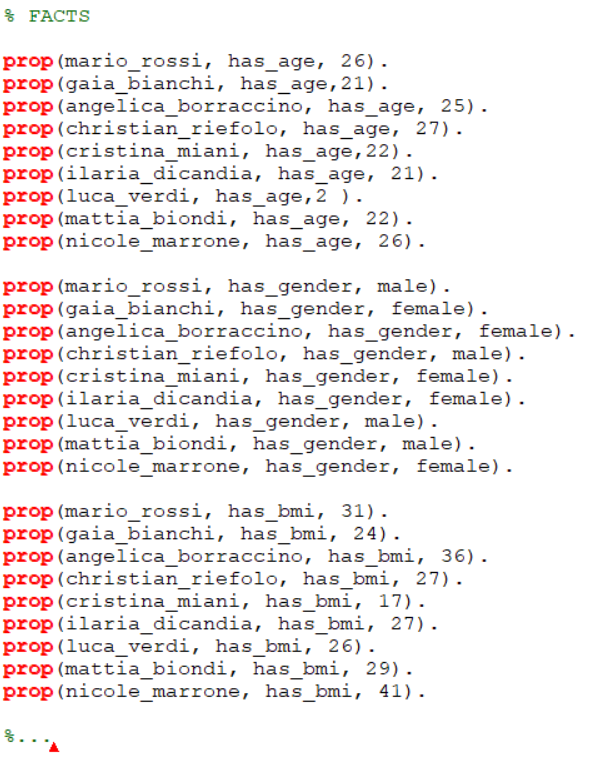 % FACTS
prop(mario_rossi, has_age, 26).
prop(gaia_bianchi, has_age,21).
prop(angelica_borraccino, has_age, 25).
prop(christian_riefolo, has_age, 27).
prop(cristina_miani, has_age,22).
prop(ilaria_dicandia, has_age, 21).
prop(luca_verdi, has_age,2 ).
prop(mattia_biondi, has_age, 22).
prop(nicole_marrone, has_age, 26).
prop(mario_rossi, has_gender, male).
prop(gaia_bianchi, has_gender, female).
prop(angelica_borraccino, has_gender, female).
prop(christian_riefolo, has_gender, male).
prop(cristina_miani, has_gender, female).
prop(ilaria_dicandia, has_gender, female).
prop(luca_verdi, has_gender, male).
prop(mattia_biondi, has_gender, male).
prop(nicole_marrone, has_gender, female).
prop(mario_rossi, has_bmi, 31).
prop(gaia_bianchi, has_bmi, 24).
prop(angelica_borraccino, has_bmi, 36).
prop(christian_riefolo, has_bmi, 27).
prop(cristina_miani, has_bmi, 17).
prop(ilaria_dicandia, has_bmi, 27).
prop(luca_verdi, has_bmi, 26).
prop(mattia_biondi, has_bmi, 29).
prop(nicole_marrone, has_bmi, 41).
%...